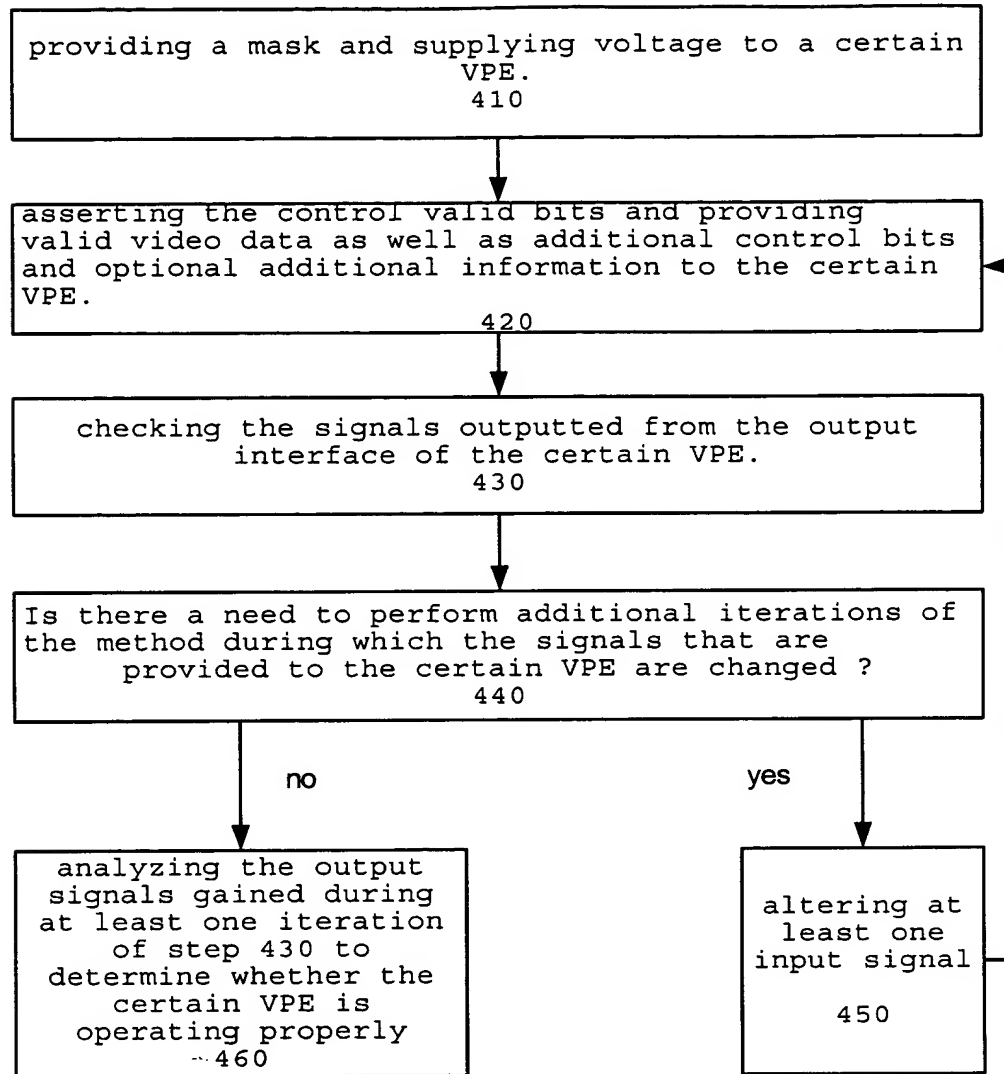 providing a mask and supplying voltage to a certain
VPE.
410
asserting the control valid bits and providing
valid video data as well as additional control bits
and optional additional information to the certain
VPE.
420
checking the signals outputted from the output
interface of the certain VPE.
430
Is there a need to perform additional iterations of
the method during which the signals that are
provided to the certain VPE are changed ?
440
no
yes
analyzing the output
signals gained during
at least one iteration
of step 430 to
determine whether the
certain VPE is
operating properly
460
altering at
least one
input signal
450